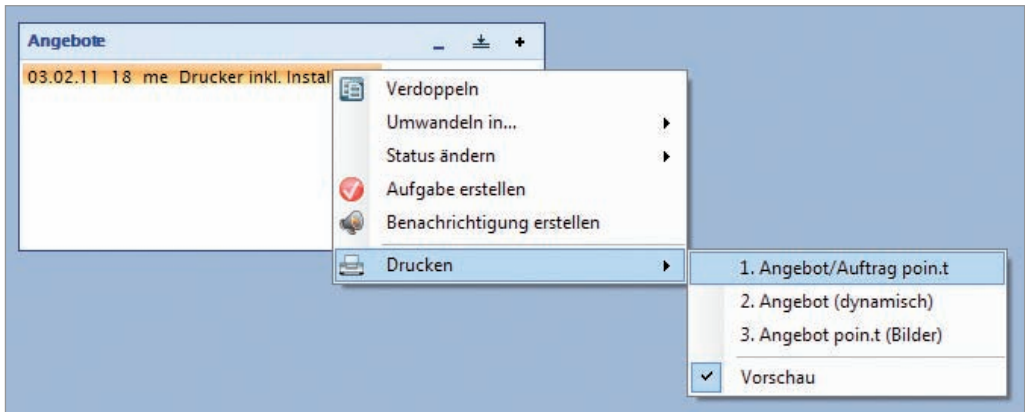 Angebote
03.02.11 18 me Drucker inkl. Instal
Verdoppeln
Umwandeln in...
Status ändern
Aufgabe erstellen
Benachrichtigung erstellen
Drucken
1. Angebot/Auftrag poin.t
2. Angebot (dynamisch)
3. Angebot poin.t (Bilder)
Vorschau